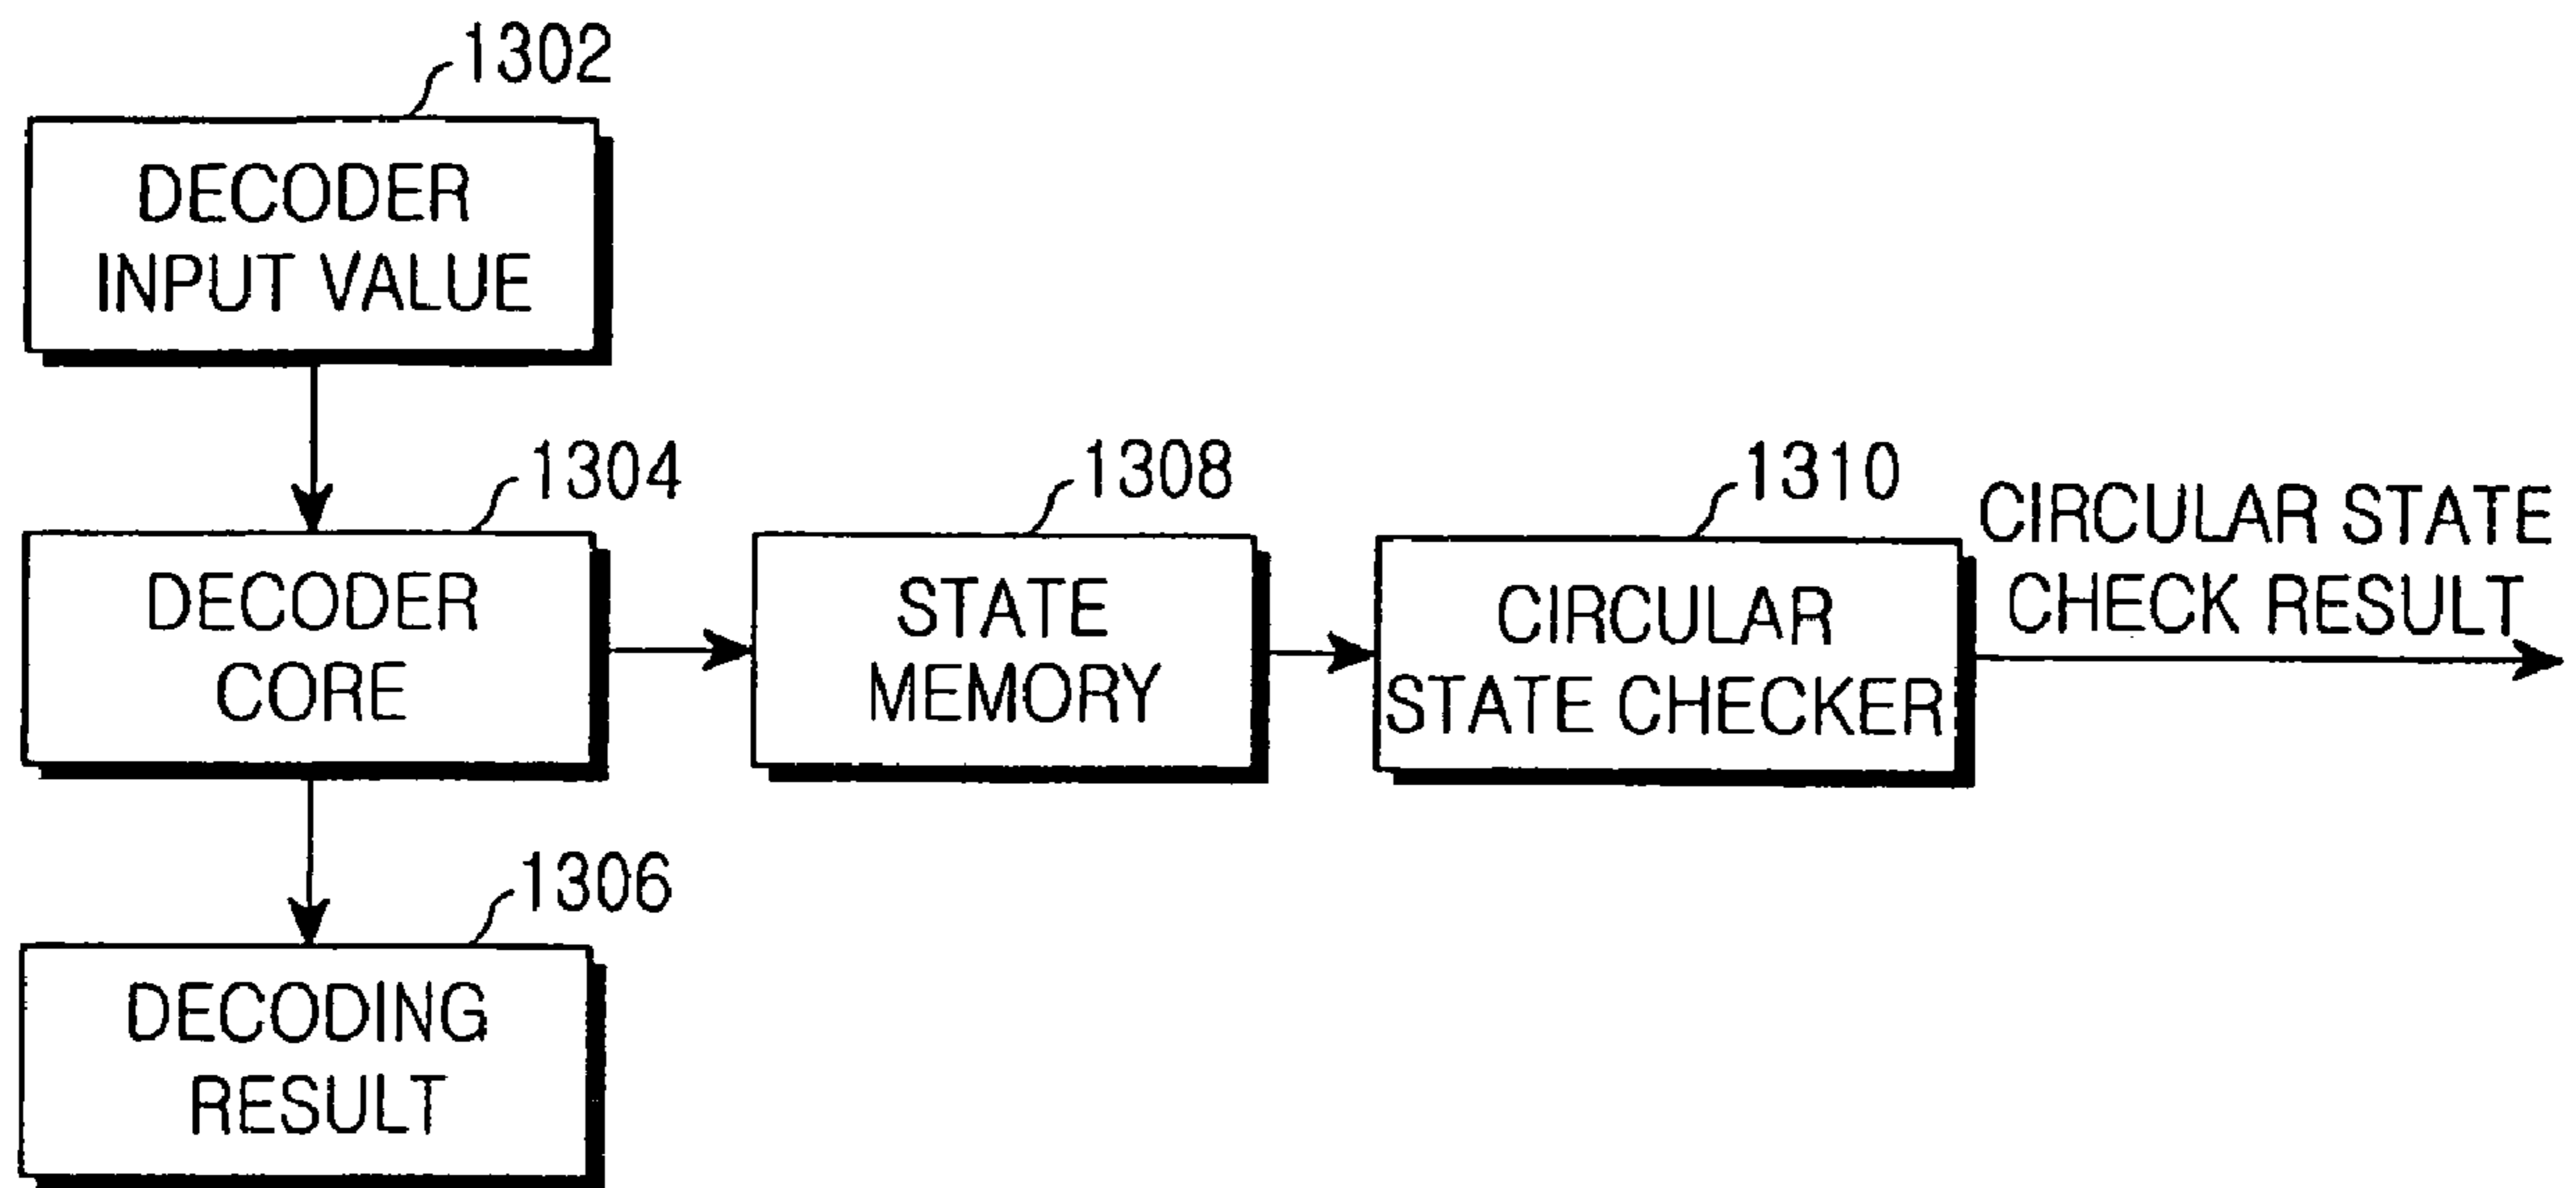 1302
DECODER
INPUT VALUE
1304
DECODER
CORE
1308
STATE
MEMORY
1310
CIRCULAR
STATE CHECKER
CIRCULAR STATE
CHECK RESULT
1306
DECODING
RESULT